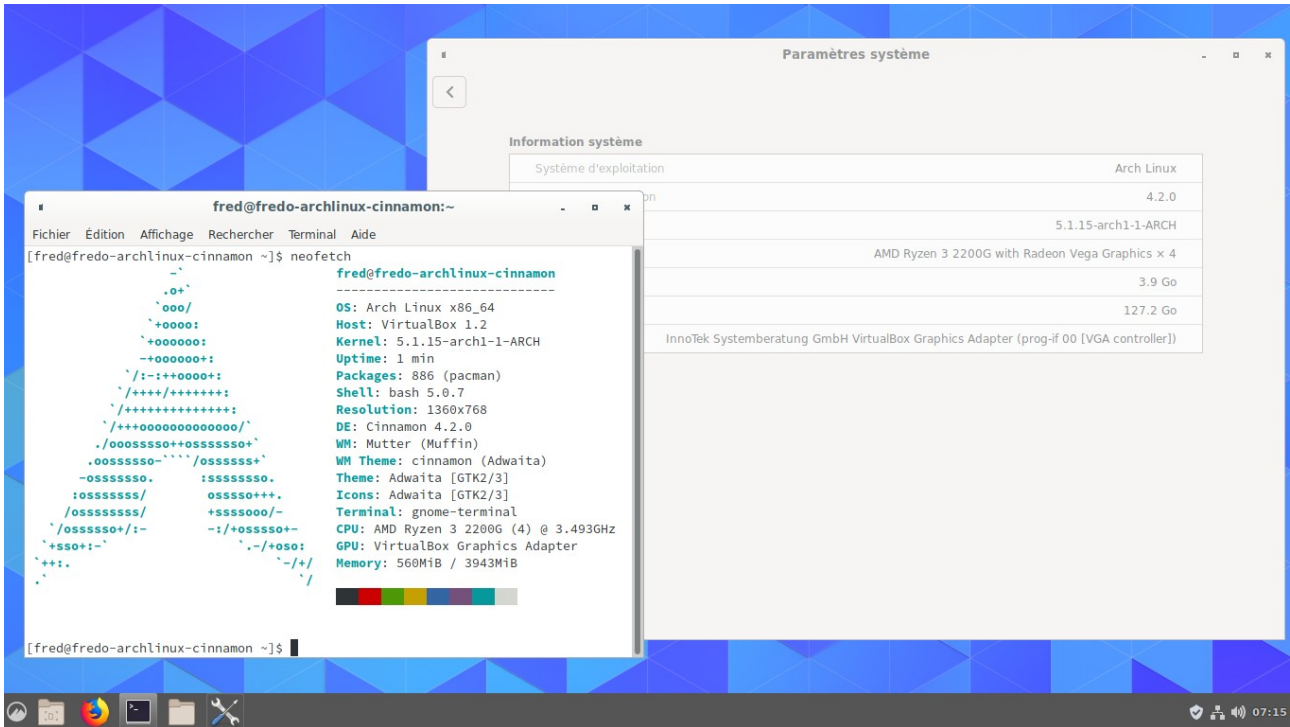 Paramètres système
Information système
Système d'exploitation Arch Linux
on 4.2.0
5.1.15-arch1-1-ARCH
AMD Ryzen 3 2200G with Radeon Vega Graphics × 4
3.9 Go
127.2 Go
InnoTek Systemberatung GmbH VirtualBox Graphics Adapter (prog-if 00 [VGA controller])
fred@fredo-archlinux-cinnamon:~
Fichier Édition Affichage Rechercher Terminal Aide
[fred@fredo-archlinux-cinnamon ~]$ neofetch
fred@fredo-archlinux-cinnamon
-----------------------------
OS: Arch Linux x86_64
Host: VirtualBox 1.2
Kernel: 5.1.15-arch1-1-ARCH
Uptime: 1 min
Packages: 886 (pacman)
Shell: bash 5.0.7
Resolution: 1360x768
DE: Cinnamon 4.2.0
WM: Mutter (Muffin)
WM Theme: cinnamon (Adwaita)
Theme: Adwaita [GTK2/3]
Icons: Adwaita [GTK2/3]
Terminal: gnome-terminal
CPU: AMD Ryzen 3 2200G (4) @ 3.493GHz
GPU: VirtualBox Graphics Adapter
Memory: 560MiB / 3943MiB
[fred@fredo-archlinux-cinnamon ~]$
07:15